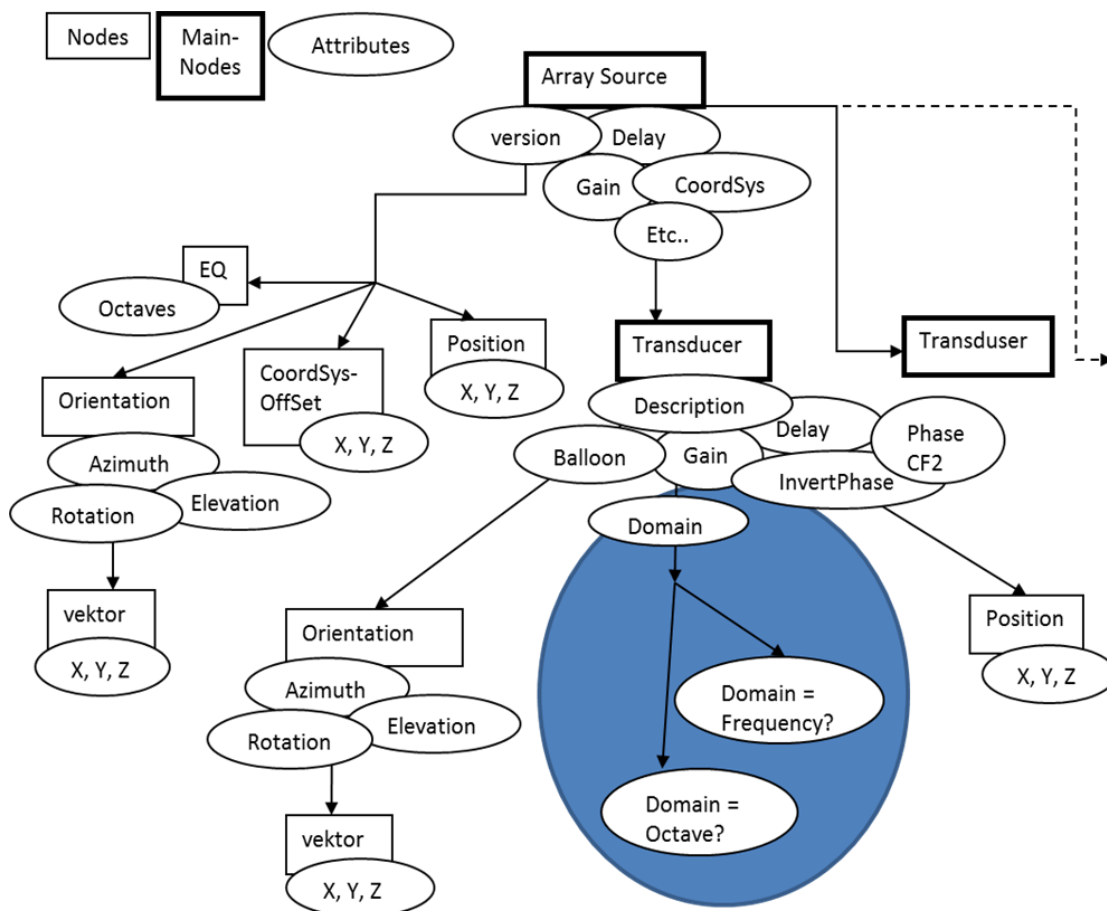 Nodes
Main-
Nodes
Attributes
Array Source
version
Delay
Gain
CoordSys
Etc..
EQ
Octaves
Orientation
Azimuth
Elevation
Rotation
vektor
X, Y, Z
CoordSys-
OffSet
X, Y, Z
Position
X, Y, Z
Transducer
Description
Balloon
Gain
Delay
Phase
CF2
InvertPhase
Domain
Transduser
Orientation
Azimuth
Elevation
Rotation
vektor
X, Y, Z
Domain =
Frequency?
Domain =
Octave?
Position
X, Y, Z